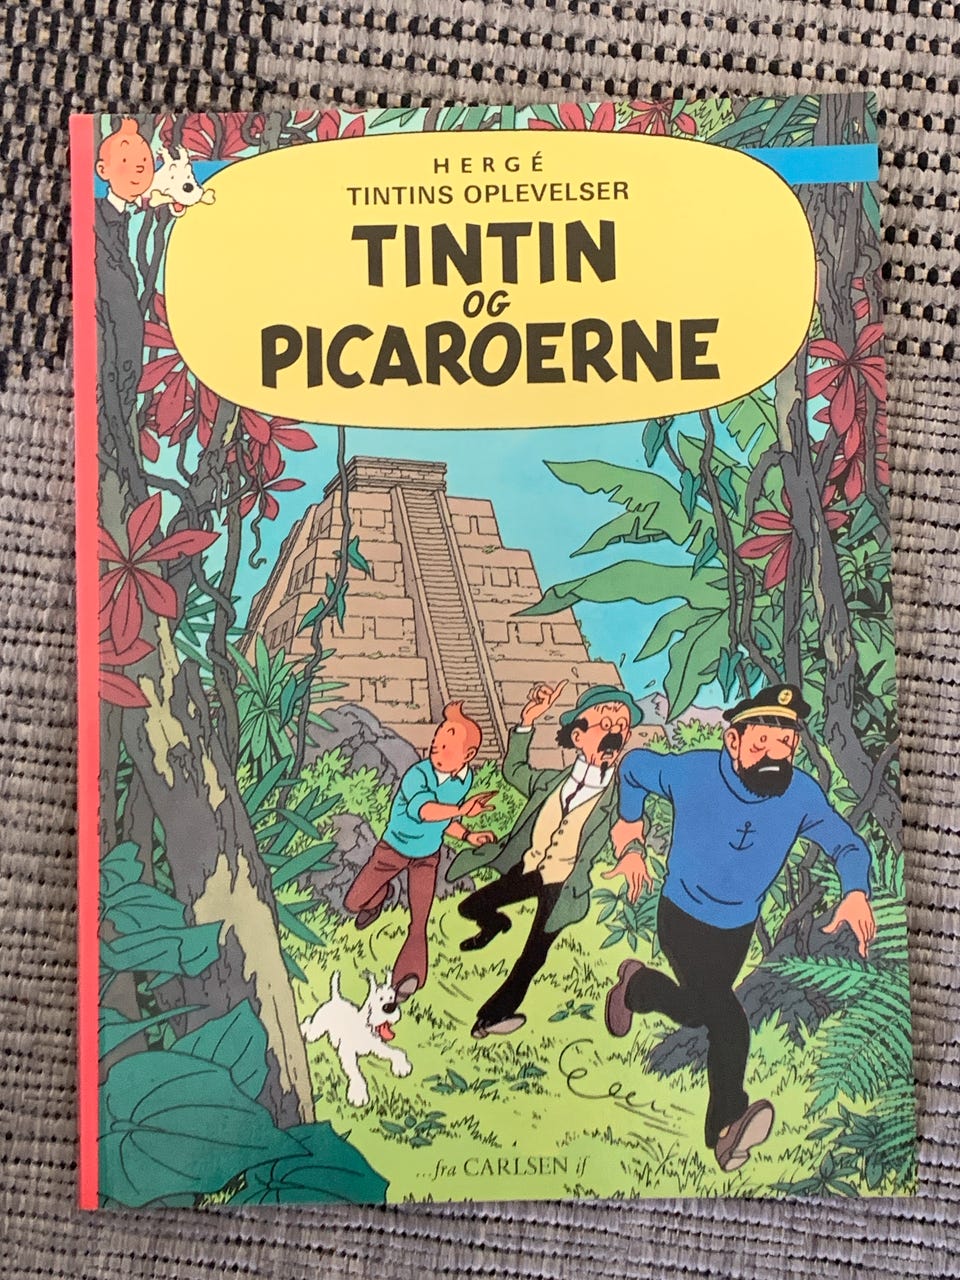 HERGÉ
TINTINS OPLEVELSER
TINTIN
OG
PICAROERNE
...fra CARLSEN if